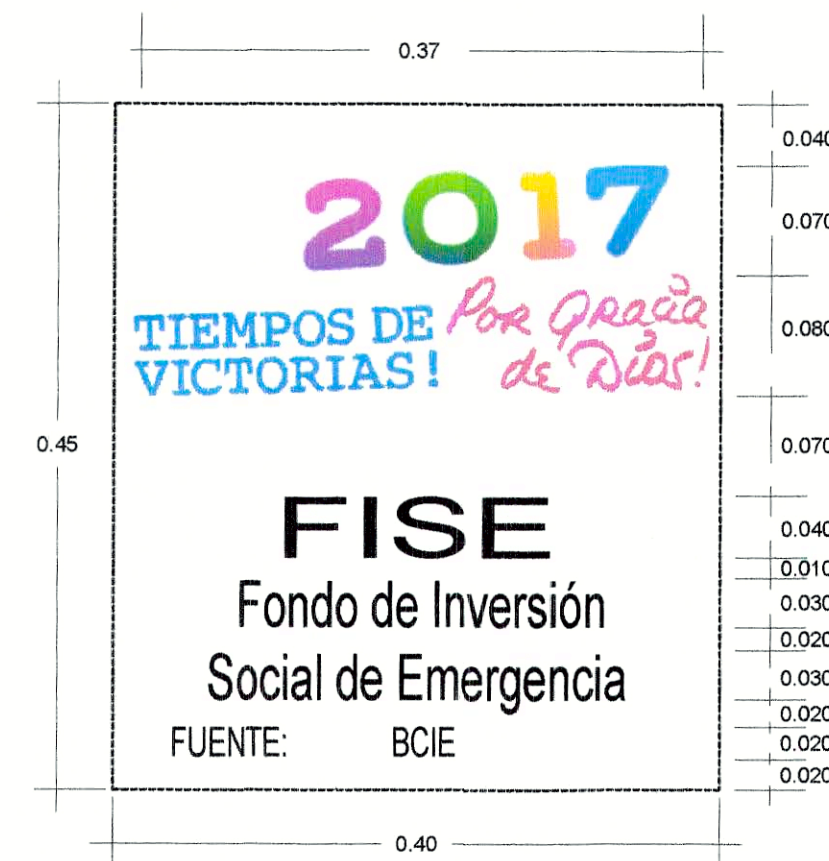 0.37
0.040
2017
0.070
TIEMPOS DE Por Gracia
VICTORIAS! de Dios!
0.080
0.45
0.070
FISE
0.040
0.010
Fondo de Inversión
0.030
0.020
Social de Emergencia
0.030
0.020
FUENTE: BCIE
0.020
0.020
0.40